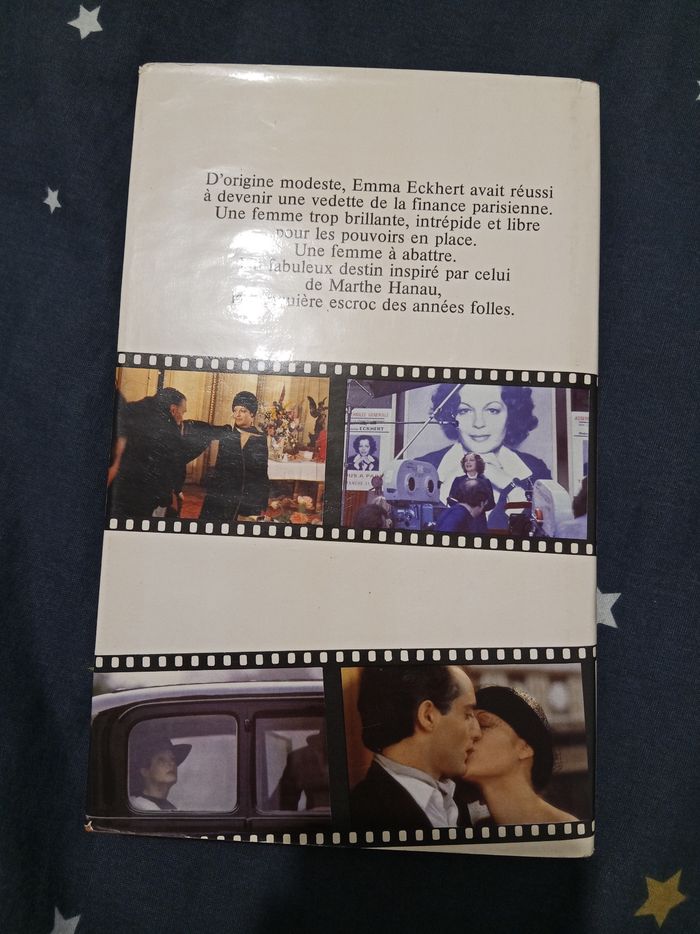 D'origine modeste, Emma Eckhert avait réussi
à devenir une vedette de la finance parisienne.
Une femme trop brillante, intrépide et libre
pour les pouvoirs en place.
Une femme à abattre.
fabuleux destin inspiré par celui
de Marthe Hanau,
escroc des années folles.
ECKHERT